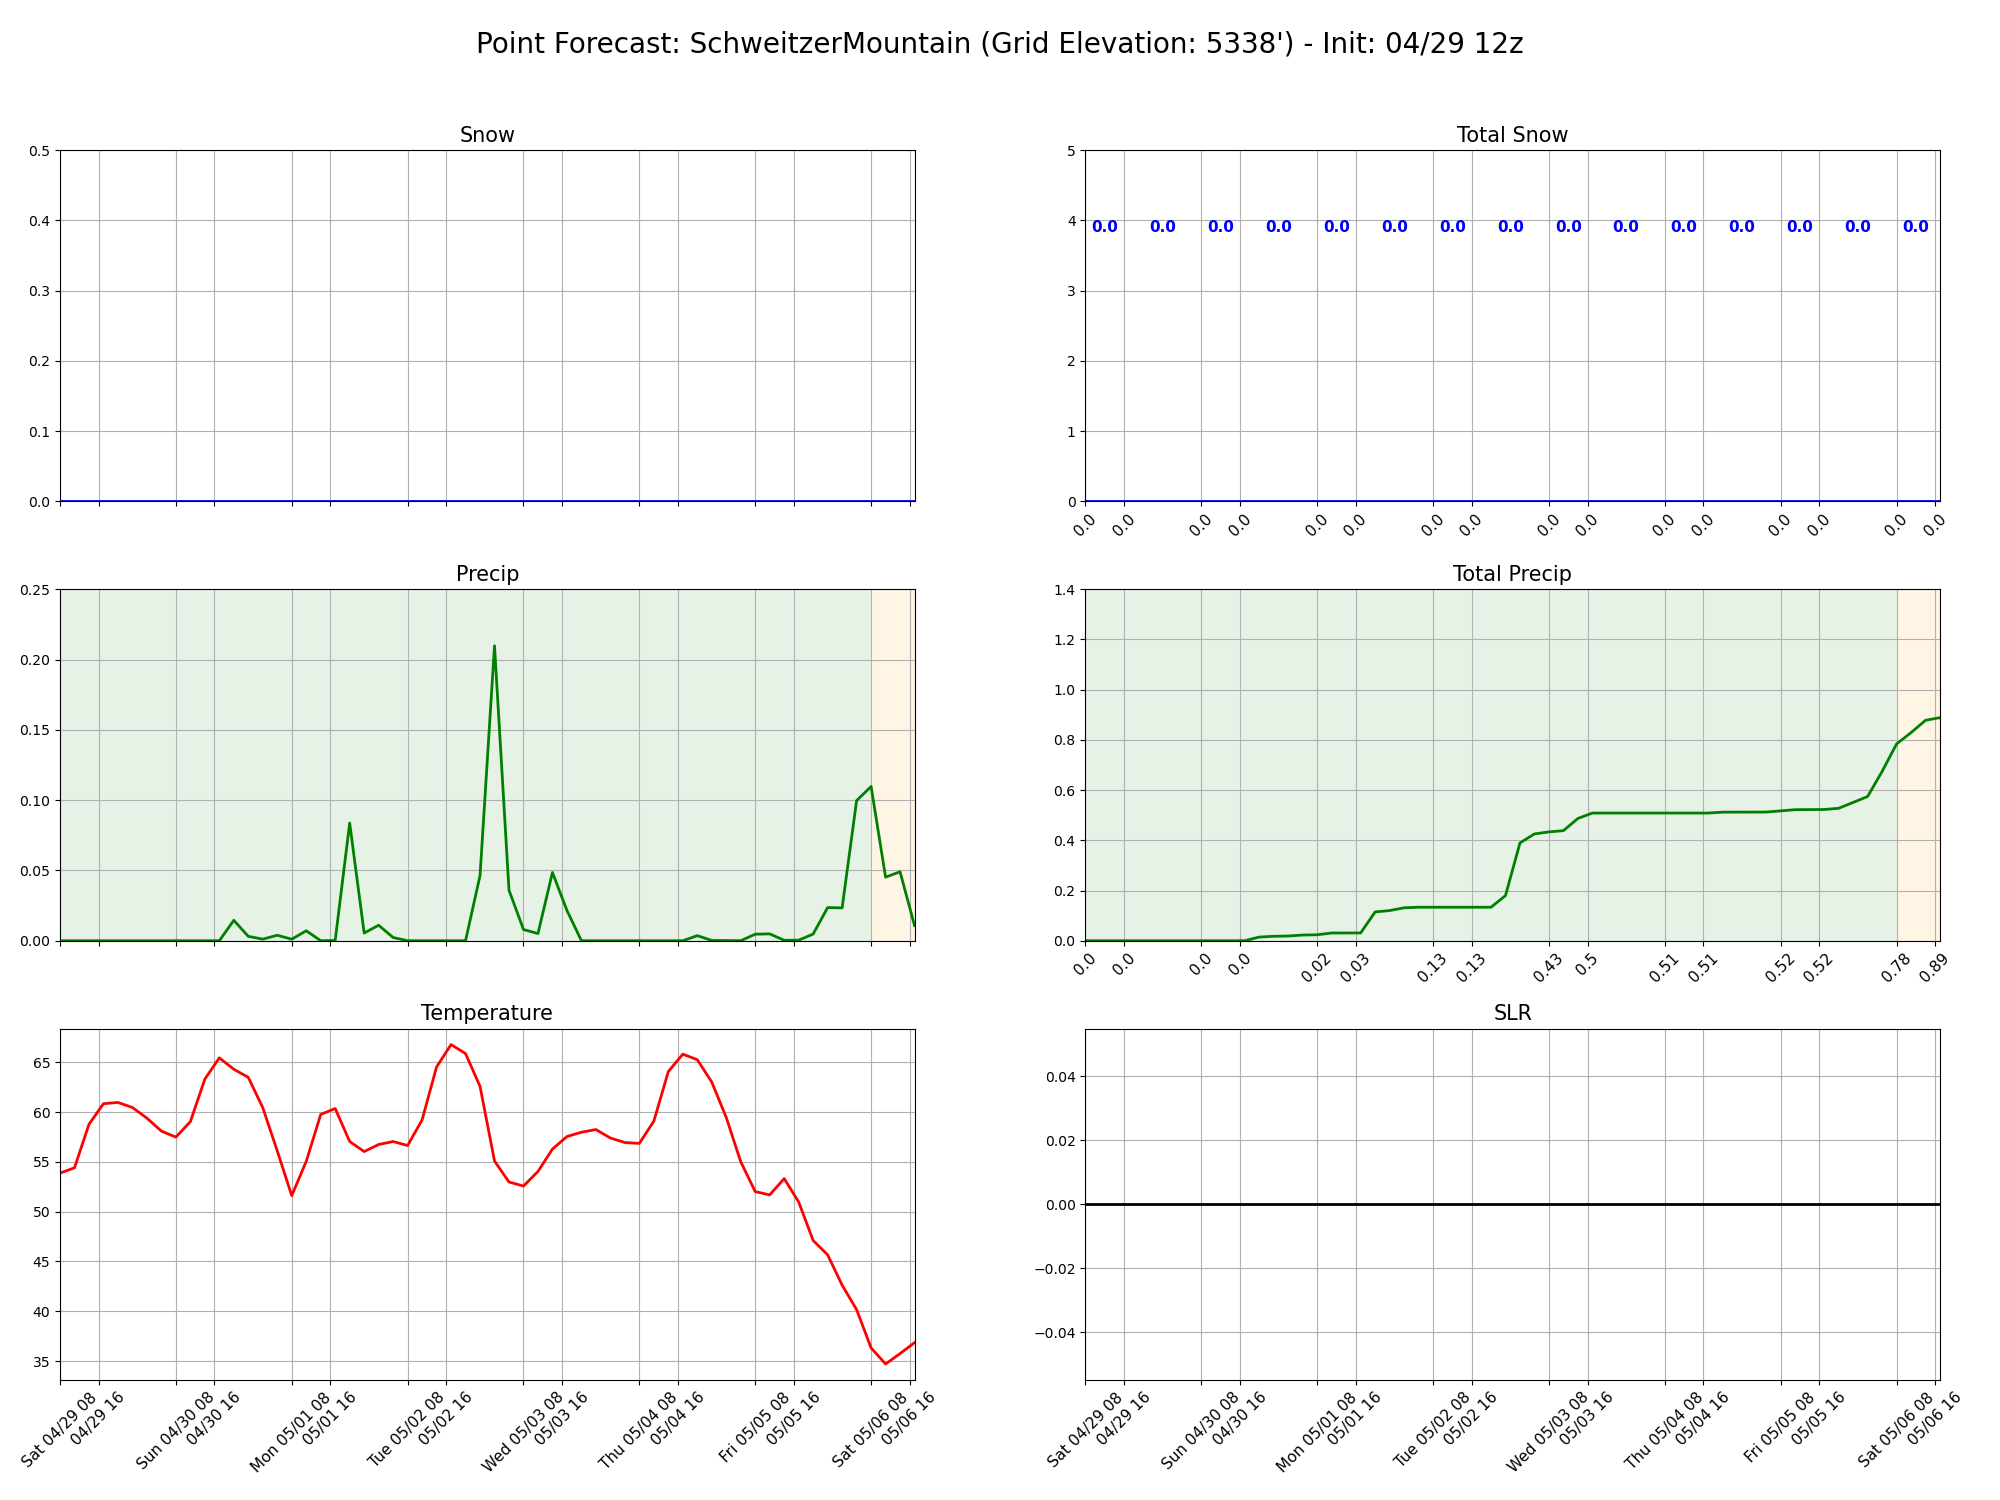 Point Forecast: SchweitzerMountain (Grid Elevation: 5338') - Init: 04/29 12z
Snow
0.5
0.4
0.3
0.2
0.1
0.0
Total Snow
5
4
3
2
1
0
0.0 0.0 0.0 0.0 0.0 0.0 0.0 0.0 0.0 0.0 0.0 0.0 0.0 0.0 0.0
0.0 0.0 0.0 0.0 0.0 0.0 0.0 0.0 0.0 0.0 0.0 0.0 0.0 0.0 0.0 0.0
Precip
0.25
0.20
0.15
0.10
0.05
0.00
Total Precip
1.4
1.2
1.0
0.8
0.6
0.4
0.2
0.0
0.0 0.0 0.0 0.0 0.02 0.03 0.13 0.13 0.43 0.5 0.51 0.51 0.52 0.52 0.78 0.89
Temperature
65
60
55
50
45
40
35
Sat 04/29 08
04/29 16
Sun 04/30 08
04/30 16
Mon 05/01 08
05/01 16
Tue 05/02 08
05/02 16
Wed 05/03 08
05/03 16
Thu 05/04 08
05/04 16
Fri 05/05 08
05/05 16
Sat 05/06 08
05/06 16
SLR
0.04
0.02
0.00
−0.02
−0.04
Sat 04/29 08
04/29 16
Sun 04/30 08
04/30 16
Mon 05/01 08
05/01 16
Tue 05/02 08
05/02 16
Wed 05/03 08
05/03 16
Thu 05/04 08
05/04 16
Fri 05/05 08
05/05 16
Sat 05/06 08
05/06 16